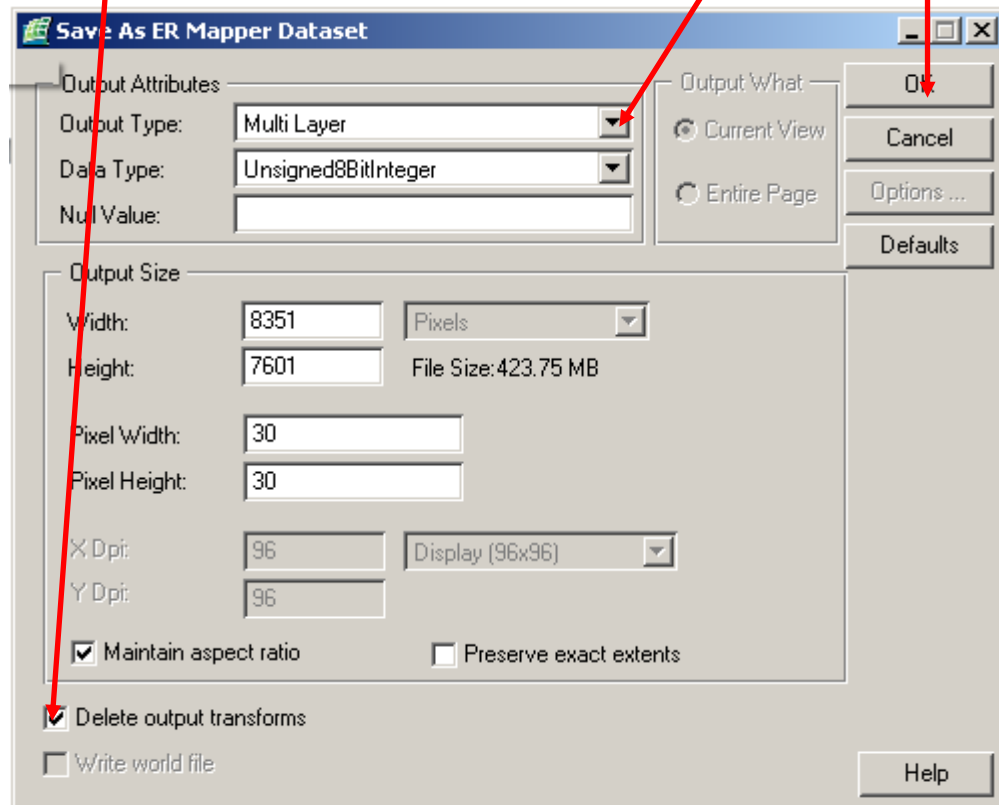 Save As ER Mapper Dataset
Output Attributes
Output Type: Multi Layer
Data Type: Unsigned8BitInteger
Null Value:
Output What
Current View
Entire Page
OK
Cancel
Options ...
Defaults
Output Size
Width: 8351 Pixels
Height: 7601 File Size:423.75 MB
Pixel Width: 30
Pixel Height: 30
X Dpi: 96 Display (96x96)
Y Dpi: 96
Maintain aspect ratio Preserve exact extents
Delete output transforms
Write world file
Help